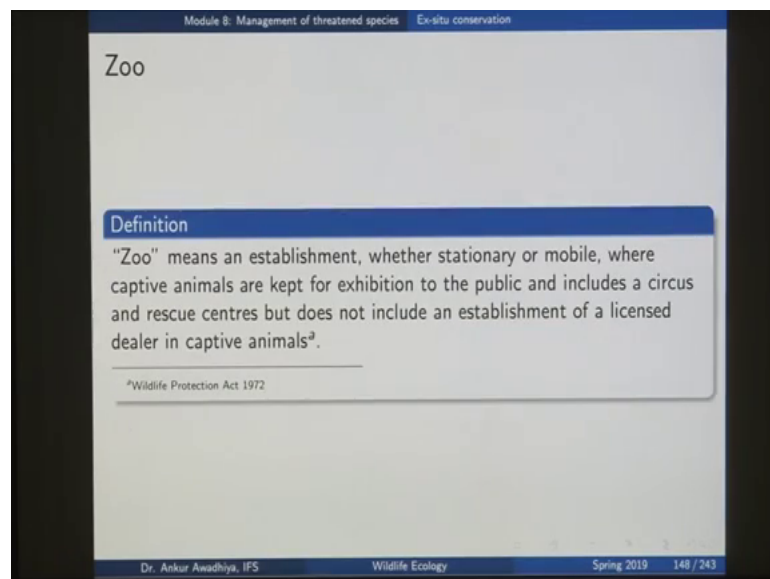 Module 8: Management of threatened species Ex-situ conservation
Zoo
Definition
"Zoo" means an establishment, whether stationary or mobile, where
captive animals are kept for exhibition to the public and includes a circus
and rescue centres but does not include an establishment of a licensed
dealer in captive animalsª.
ªWildlife Protection Act 1972
Dr. Ankur Awadhiya, IFS Wildlife Ecology Spring 2019 148 / 243